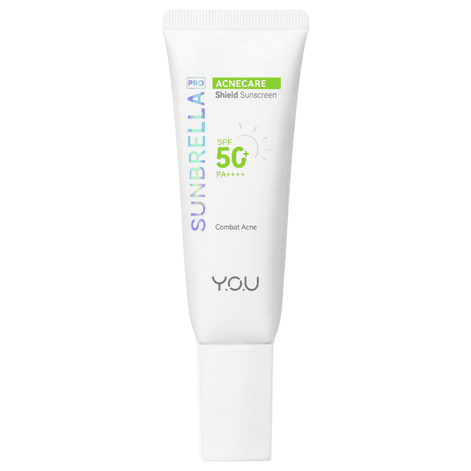 SUNBRELLA PRO
ACNECARE
Shield Sunscreen
SPF
50+
PA++++
Combat Acne
Y.O.U